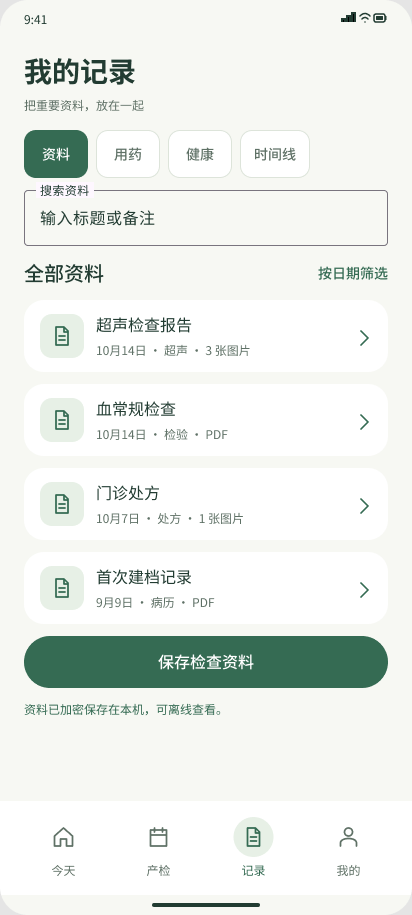 9:41
我的记录
把重要资料，放在一起
资料 用药 健康 时间线
搜索资料
输入标题或备注
全部资料 按日期筛选
超声检查报告
10月14日 · 超声 · 3 张图片
血常规检查
10月14日 · 检验 · PDF
门诊处方
10月7日 · 处方 · 1 张图片
首次建档记录
9月9日 · 病历 · PDF
保存检查资料
资料已加密保存在本机，可离线查看。
今天 产检 记录 我的